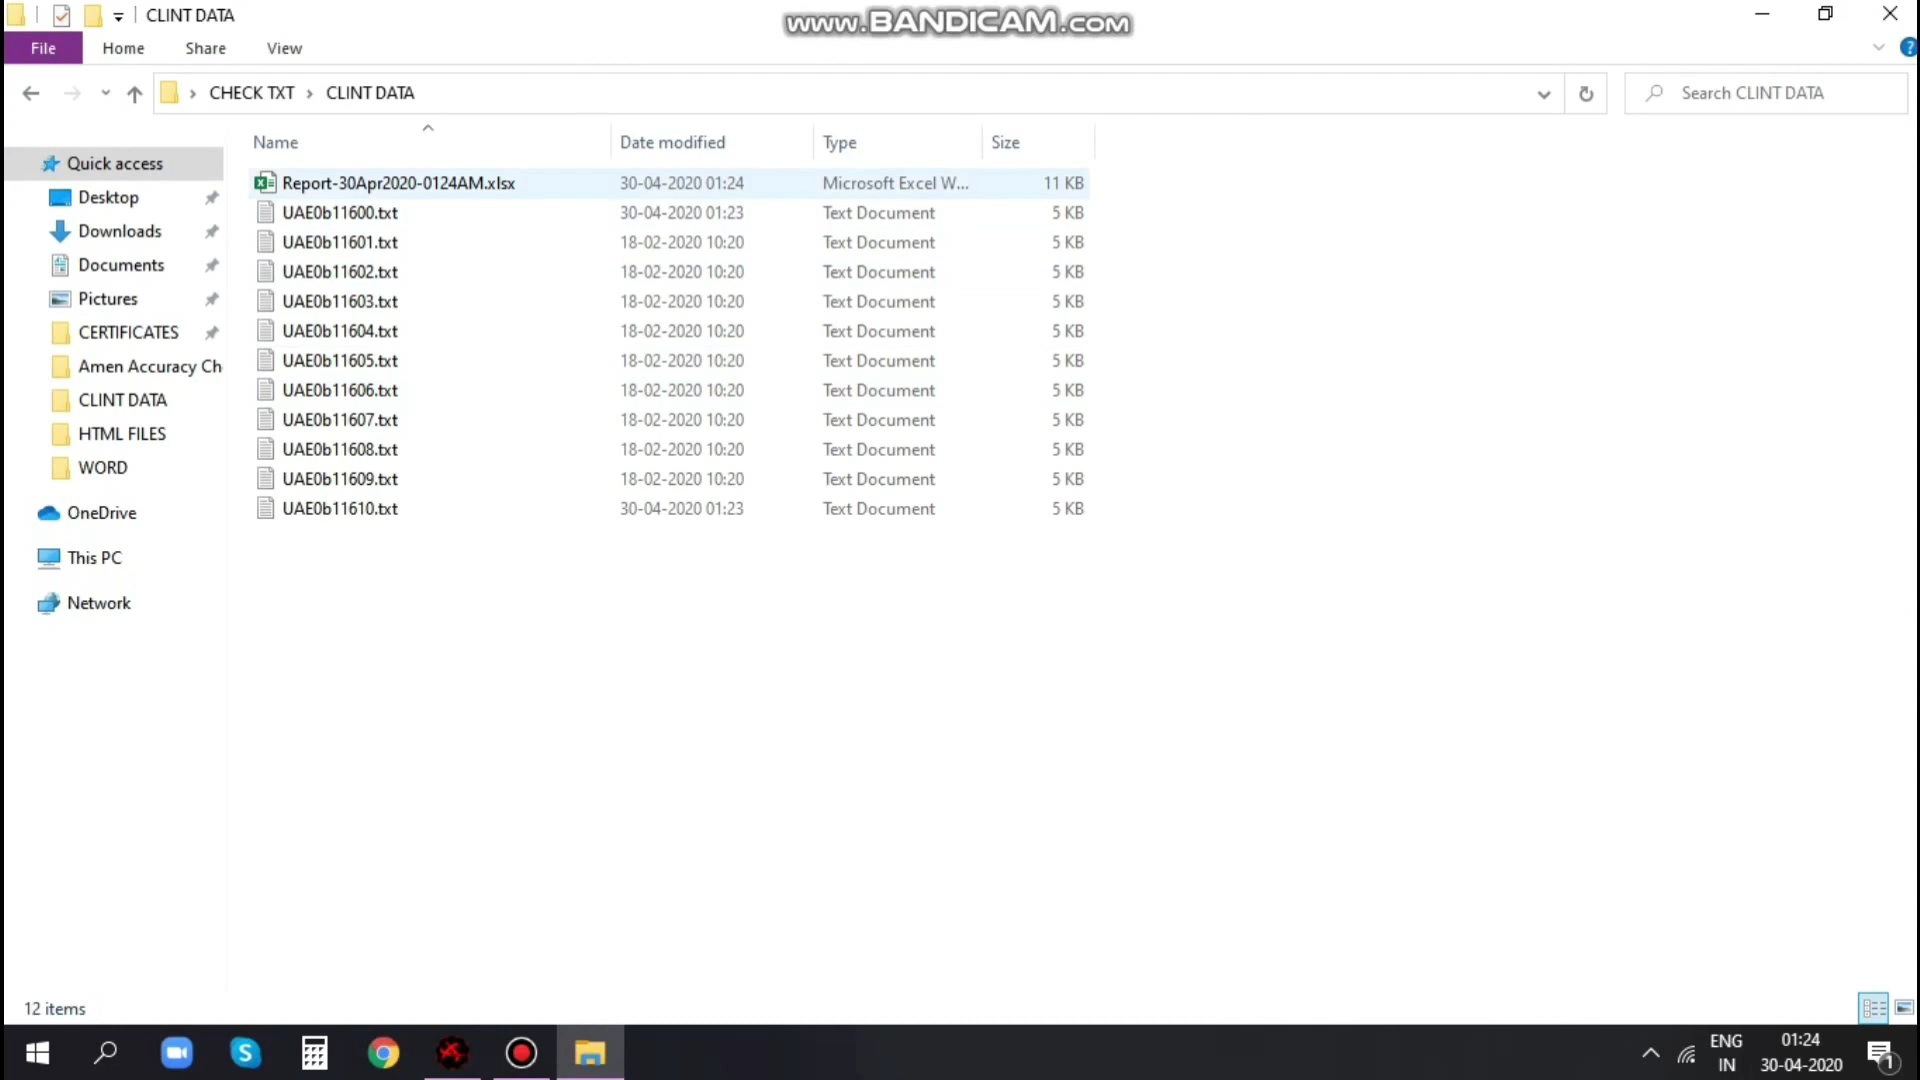 CLINT DATA
www.BANDICAM.com
File Home Share View
CHECK TXT CLINT DATA
Search CLINT DATA
Name Date modified Type Size
Quick access
Desktop
Downloads
Documents
Pictures
CERTIFICATES
Amen Accuracy Ch
CLINT DATA
HTML FILES
WORD
OneDrive
This PC
Network
Report-30Apr2020-0124AM.xlsx 30-04-2020 01:24 Microsoft Excel W... 11 KB
UAE0b11600.txt 30-04-2020 01:23 Text Document 5 KB
UAE0b11601.txt 18-02-2020 10:20 Text Document 5 KB
UAE0b11602.txt 18-02-2020 10:20 Text Document 5 KB
UAE0b11603.txt 18-02-2020 10:20 Text Document 5 KB
UAE0b11604.txt 18-02-2020 10:20 Text Document 5 KB
UAE0b11605.txt 18-02-2020 10:20 Text Document 5 KB
UAE0b11606.txt 18-02-2020 10:20 Text Document 5 KB
UAE0b11607.txt 18-02-2020 10:20 Text Document 5 KB
UAE0b11608.txt 18-02-2020 10:20 Text Document 5 KB
UAE0b11609.txt 18-02-2020 10:20 Text Document 5 KB
UAE0b11610.txt 30-04-2020 01:23 Text Document 5 KB
12 items
ENG
IN
01:24
30-04-2020
1